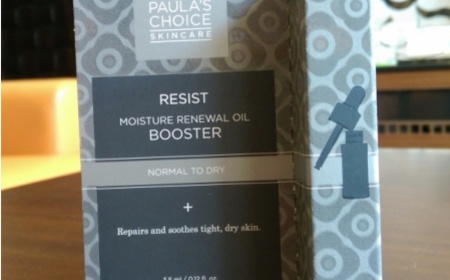 PAULA'S
CHOICE
SKINCARE
RESIST
MOISTURE RENEWAL OIL
BOOSTER
NORMAL TO DRY
+
Repairs and soothes tight, dry skin.